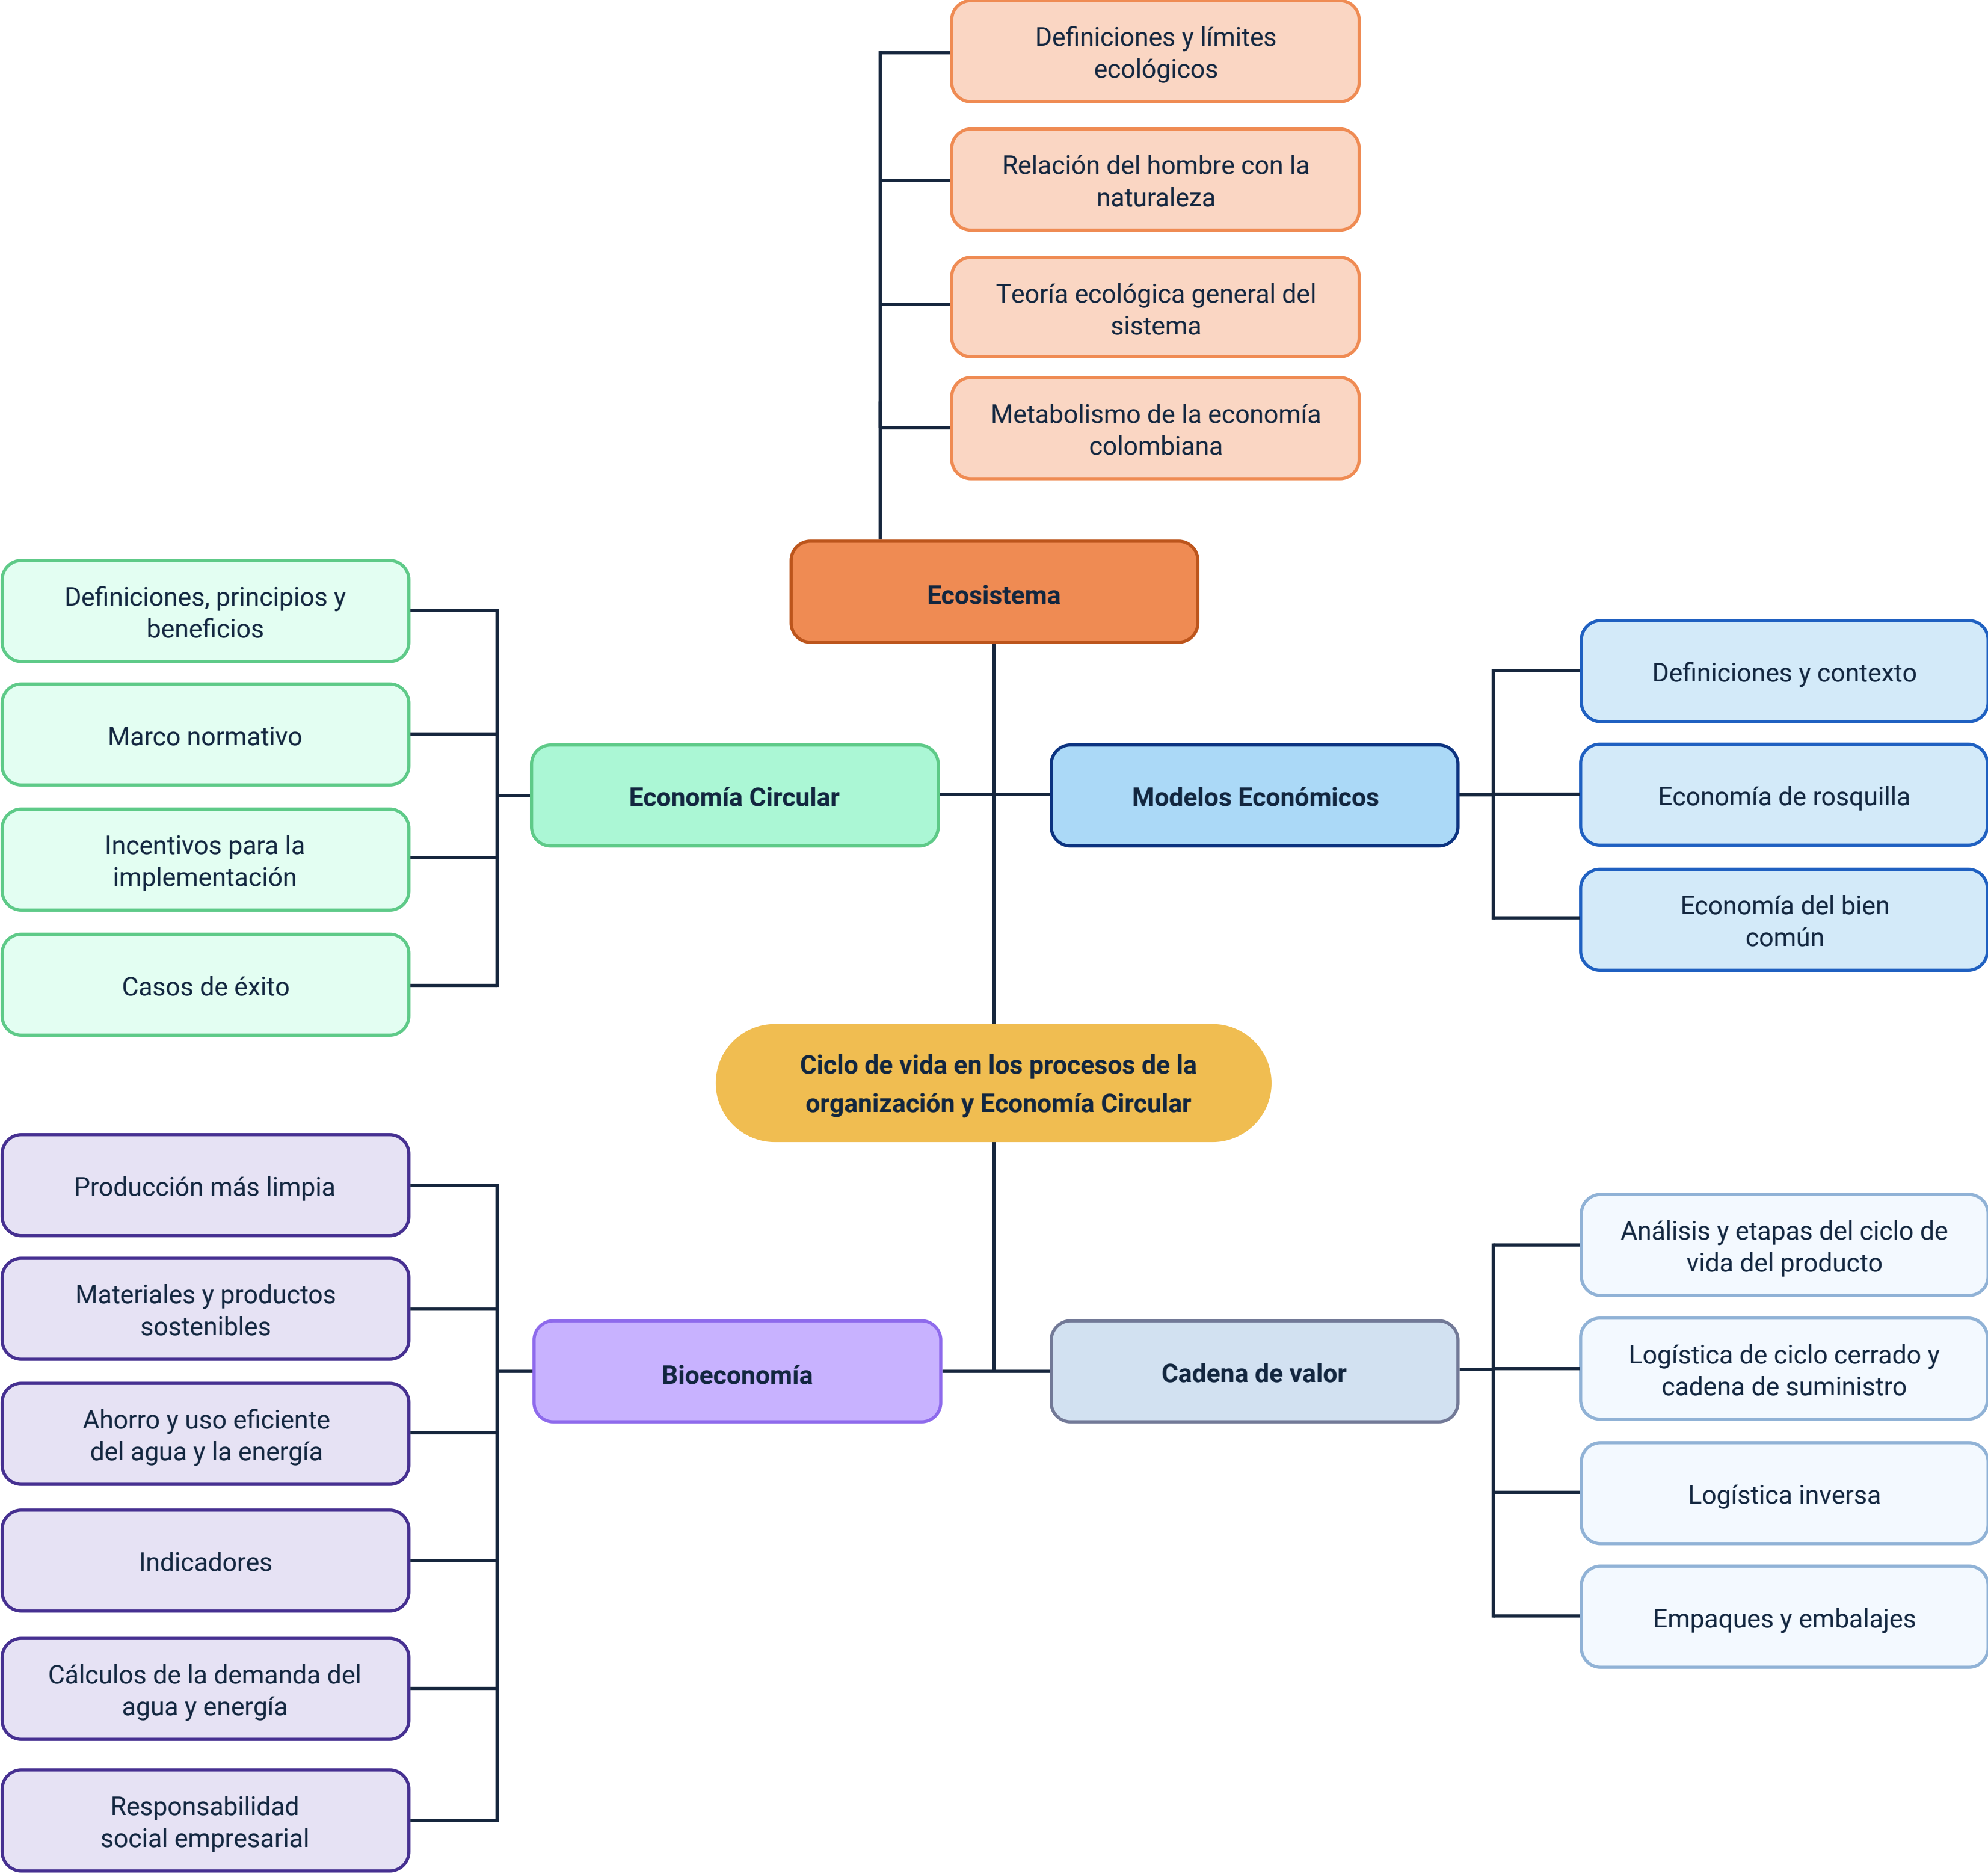 Definiciones y límites
ecológicos
Relación del hombre con la
naturaleza
Teoría ecológica general del
sistema
Metabolismo de la economía
colombiana
Ecosistema
Definiciones, principios y
beneficios
Marco normativo
Incentivos para la
implementación
Casos de éxito
Economía Circular
Modelos Económicos
Definiciones y contexto
Economía de rosquilla
Economía del bien
común
Ciclo de vida en los procesos de la
organización y Economía Circular
Producción más limpia
Materiales y productos
sostenibles
Ahorro y uso eficiente
del agua y la energía
Indicadores
Cálculos de la demanda del
agua y energía
Responsabilidad
social empresarial
Bioeconomía
Cadena de valor
Análisis y etapas del ciclo de
vida del producto
Logística de ciclo cerrado y
cadena de suministro
Logística inversa
Empaques y embalajes